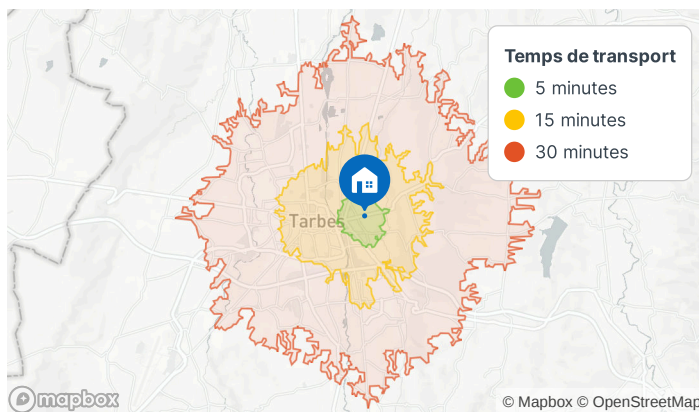 Temps de transport
5 minutes
15 minutes
30 minutes
Tarbes
mapbox
© Mapbox © OpenStreetMap